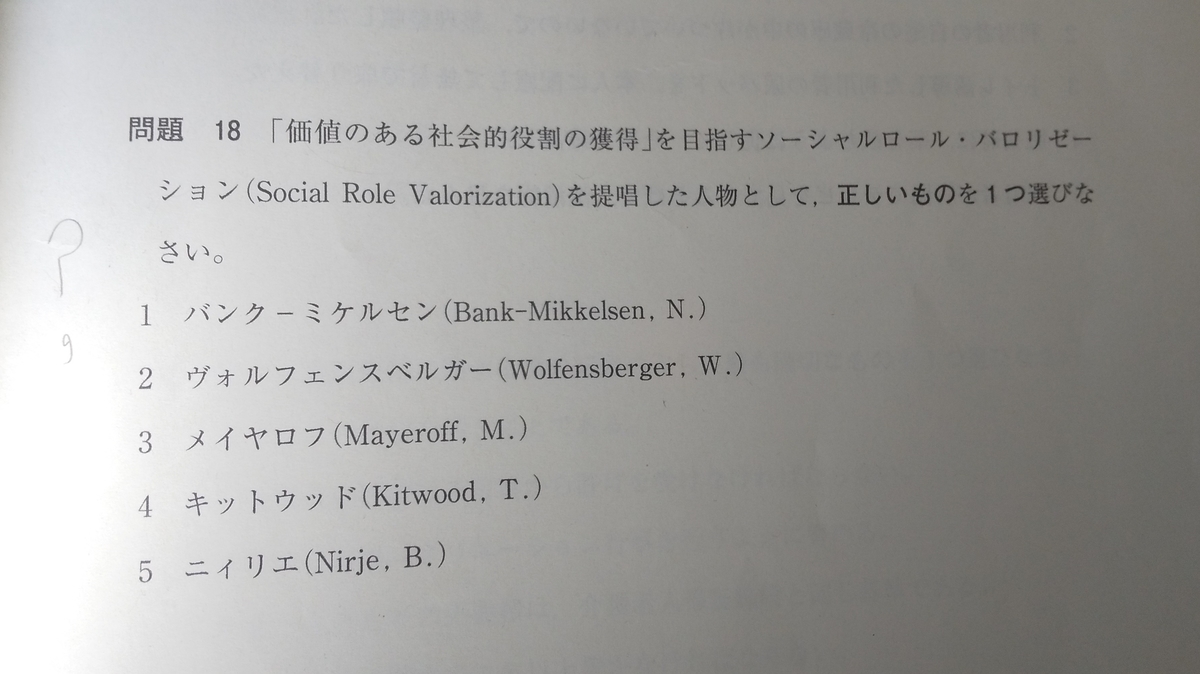 問題 18 「価値のある社会的役割の獲得」を目指すソーシャルロール・バロリゼー
ション(Social Role Valorization)を提唱した人物として,正しいものを1つ選びな
さい。
?
9
1 バンク-ミケルセン(Bank-Mikkelsen, N.)
2 ヴォルフェンスベルガー(Wolfensberger, W.)
3 メイヤロフ(Mayeroff, M.)
4 キットウッド(Kitwood, T.)
5 ニィリエ(Nirje, B.)